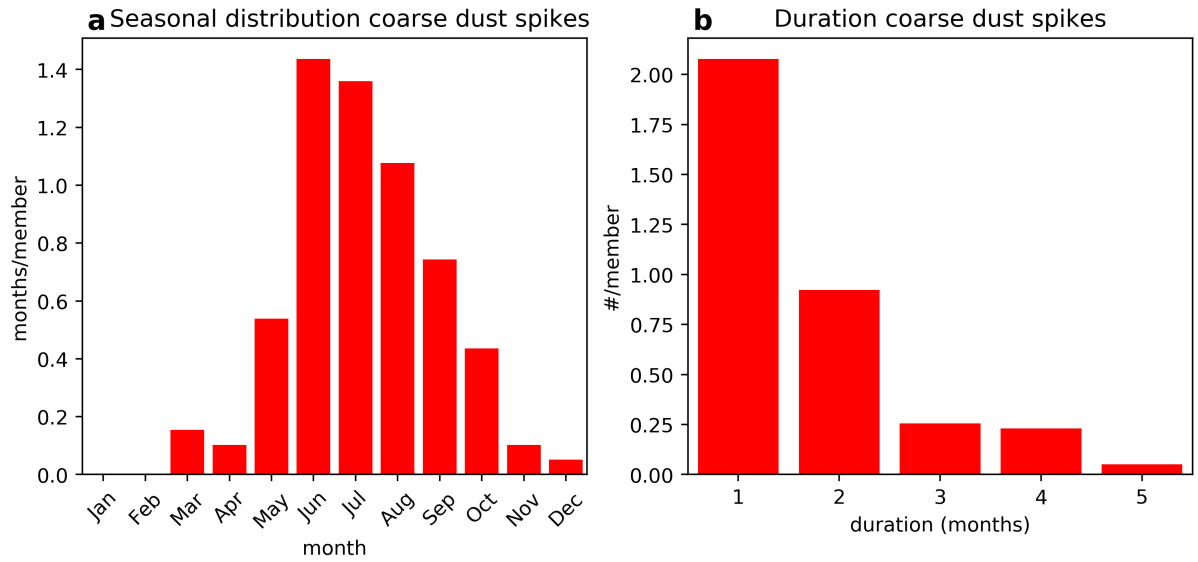 a Seasonal distribution coarse dust spikes
months/member
1.4
1.2
1.0
0.8
0.6
0.4
0.2
0.0
Jan Feb Mar Apr May Jun Jul Aug Sep Oct Nov Dec
month
b Duration coarse dust spikes
#/member
2.00
1.75
1.50
1.25
1.00
0.75
0.50
0.25
0.00
1 2 3 4 5
duration (months)